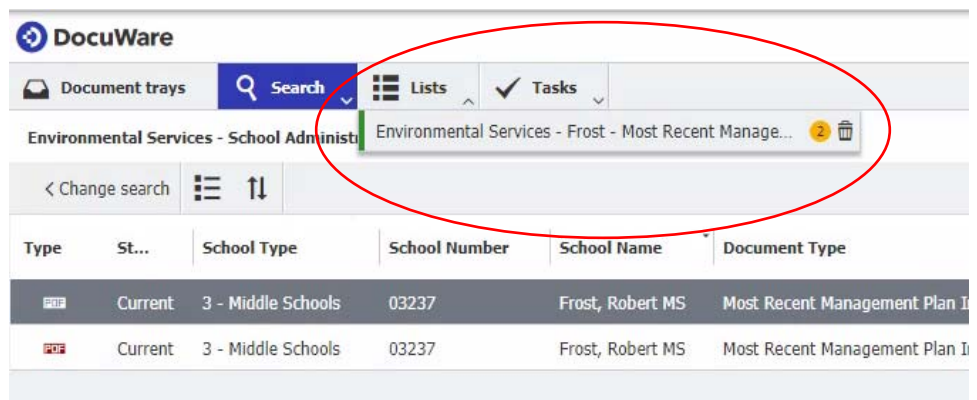 DocuWare
Document trays Search Lists Tasks
Environmental Services - School Administ
Environmental Services - Frost - Most Recent Manage... 2
< Change search
Type St... School Type School Number School Name Document Type
PDF Current 3 - Middle Schools 03237 Frost, Robert MS Most Recent Management Plan I
PDF Current 3 - Middle Schools 03237 Frost, Robert MS Most Recent Management Plan I